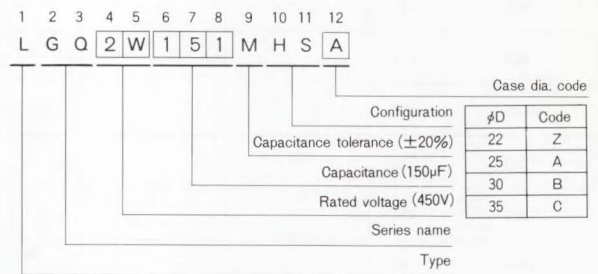 1 2 3 4 5 6 7 8 9 10 11 12
L G Q 2 W 1 5 1 M H S A
Case dia. code
Configuration
φD Code
22 Z
25 A
30 B
35 C
Capacitance tolerance (±20%)
Capacitance (150μF)
Rated voltage (450V)
Series name
Type